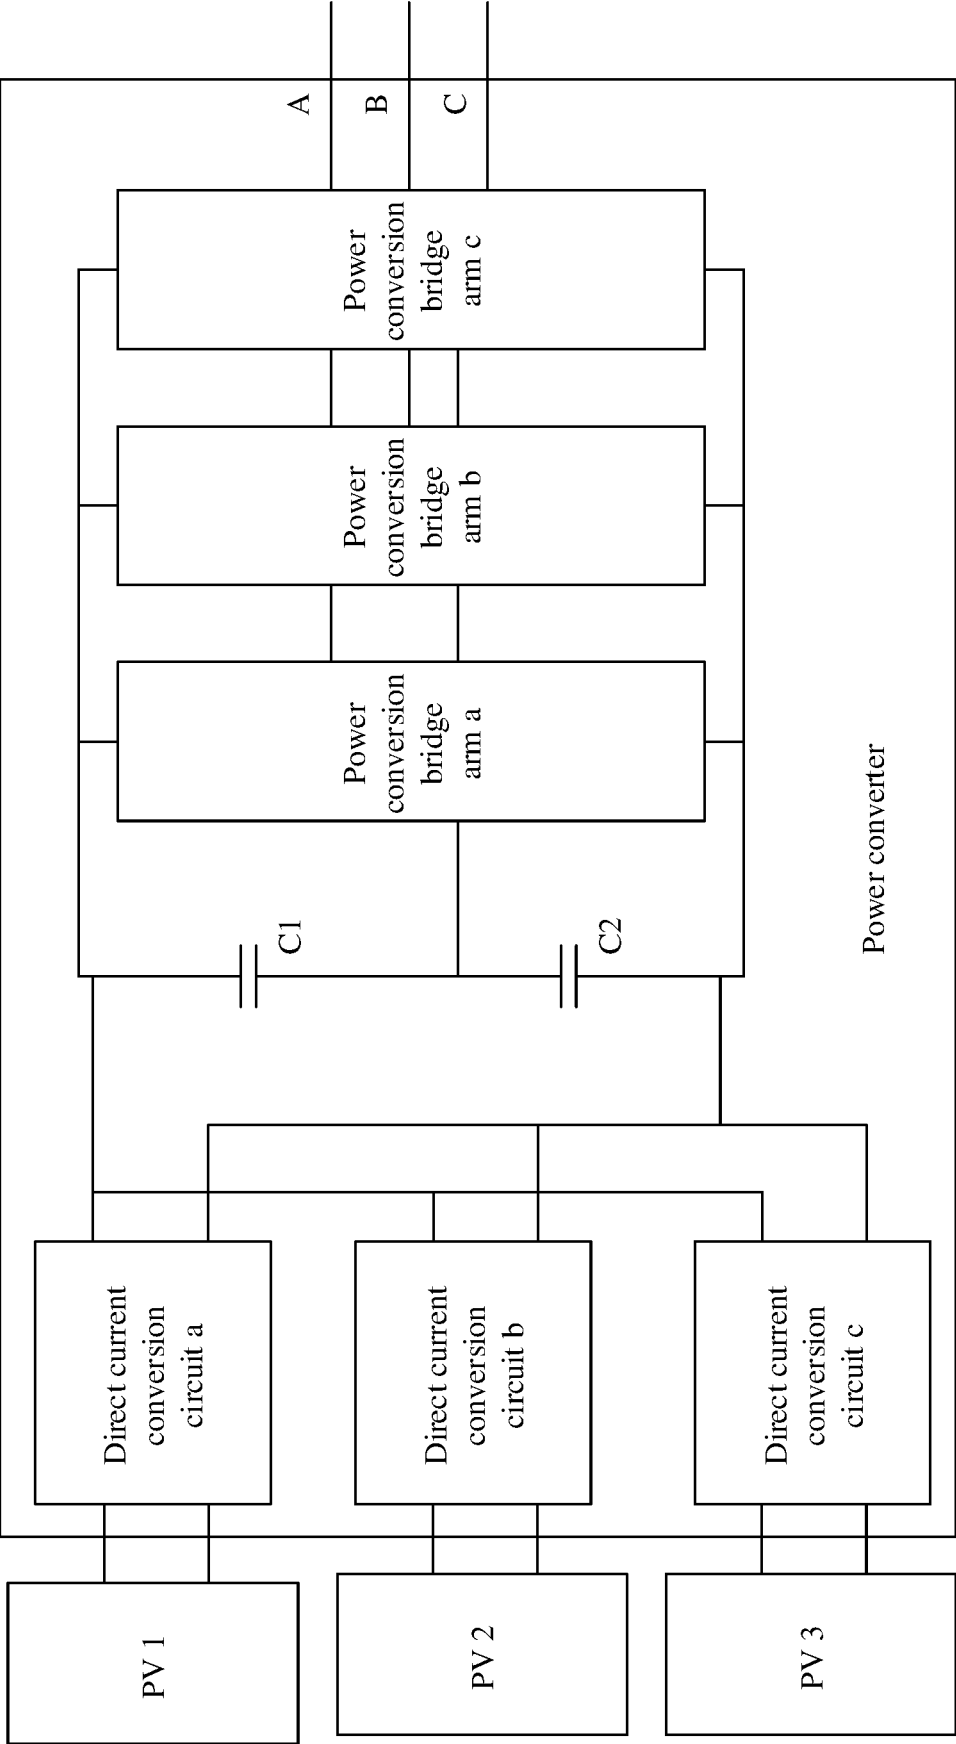 PV 1
Direct current
conversion
circuit a
PV 2
Direct current
conversion
circuit b
PV 3
Direct current
conversion
circuit c
C1
C2
Power
conversion
bridge
arm a
Power
conversion
bridge
arm b
Power
conversion
bridge
arm c
A
B
C
Power converter